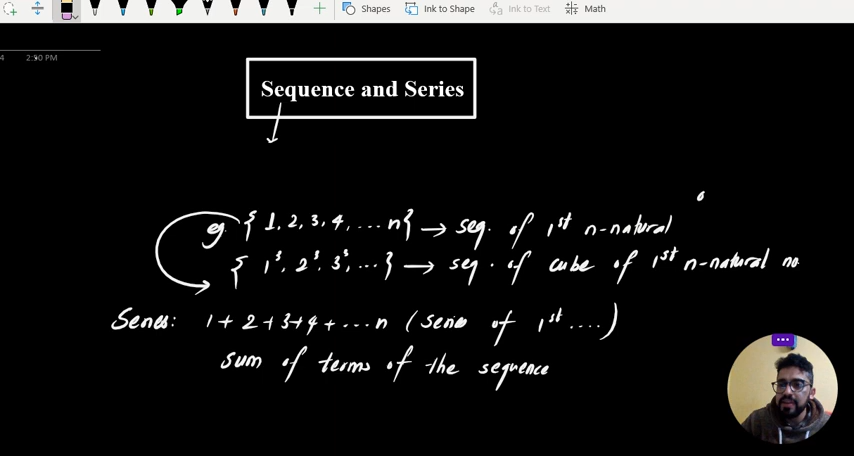 Shapes Ink to Shape Ink to Text Math
4 2:50 PM
Sequence and Series
eg. { 1, 2, 3, 4, ... n} → seq. of 1st n-natural
{ 1³, 2³, 3³, ...} → seq. of cube of 1st n-natural no
Series: 1 + 2 + 3 + 4 + ... n (series of 1st ....)
sum of terms of the sequence